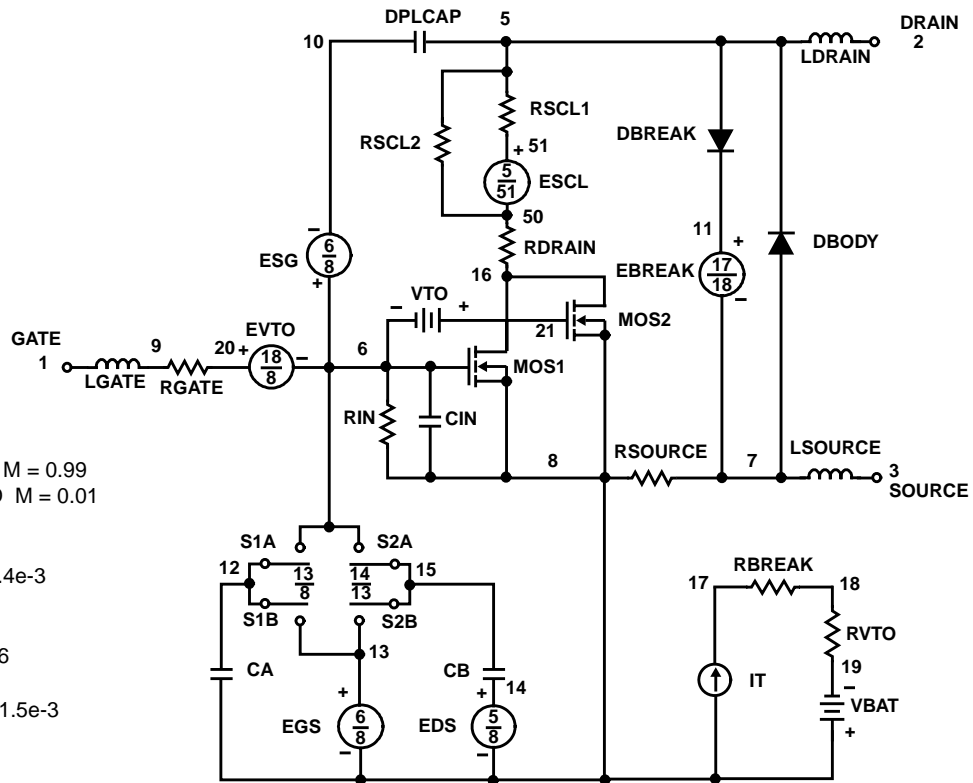 DPLCAP
5
DRAIN
2
10
LDRAIN
RSCL1
RSCL2
DBREAK
+ 51
5
51
ESCL
50
11
+
DBODY
ESG
−
6
8
+
RDRAIN
16
EBREAK
17
18
−
− VTO +
MOS2
21
GATE
1
9
20
+
EVTO
18
8
−
6
MOS1
LGATE
RGATE
RIN
CIN
RSOURCE
LSOURCE
8
7
3
SOURCE
M = 0.99
M = 0.01
S1A
S2A
12
13
8
14
13
15
.4e-3
S1B
S2B
RBREAK
17
18
13
RVTO
6
CA
CB
14
IT
19
−
VBAT
+
1.5e-3
+
EGS
6
8
−
+
EDS
5
8
−